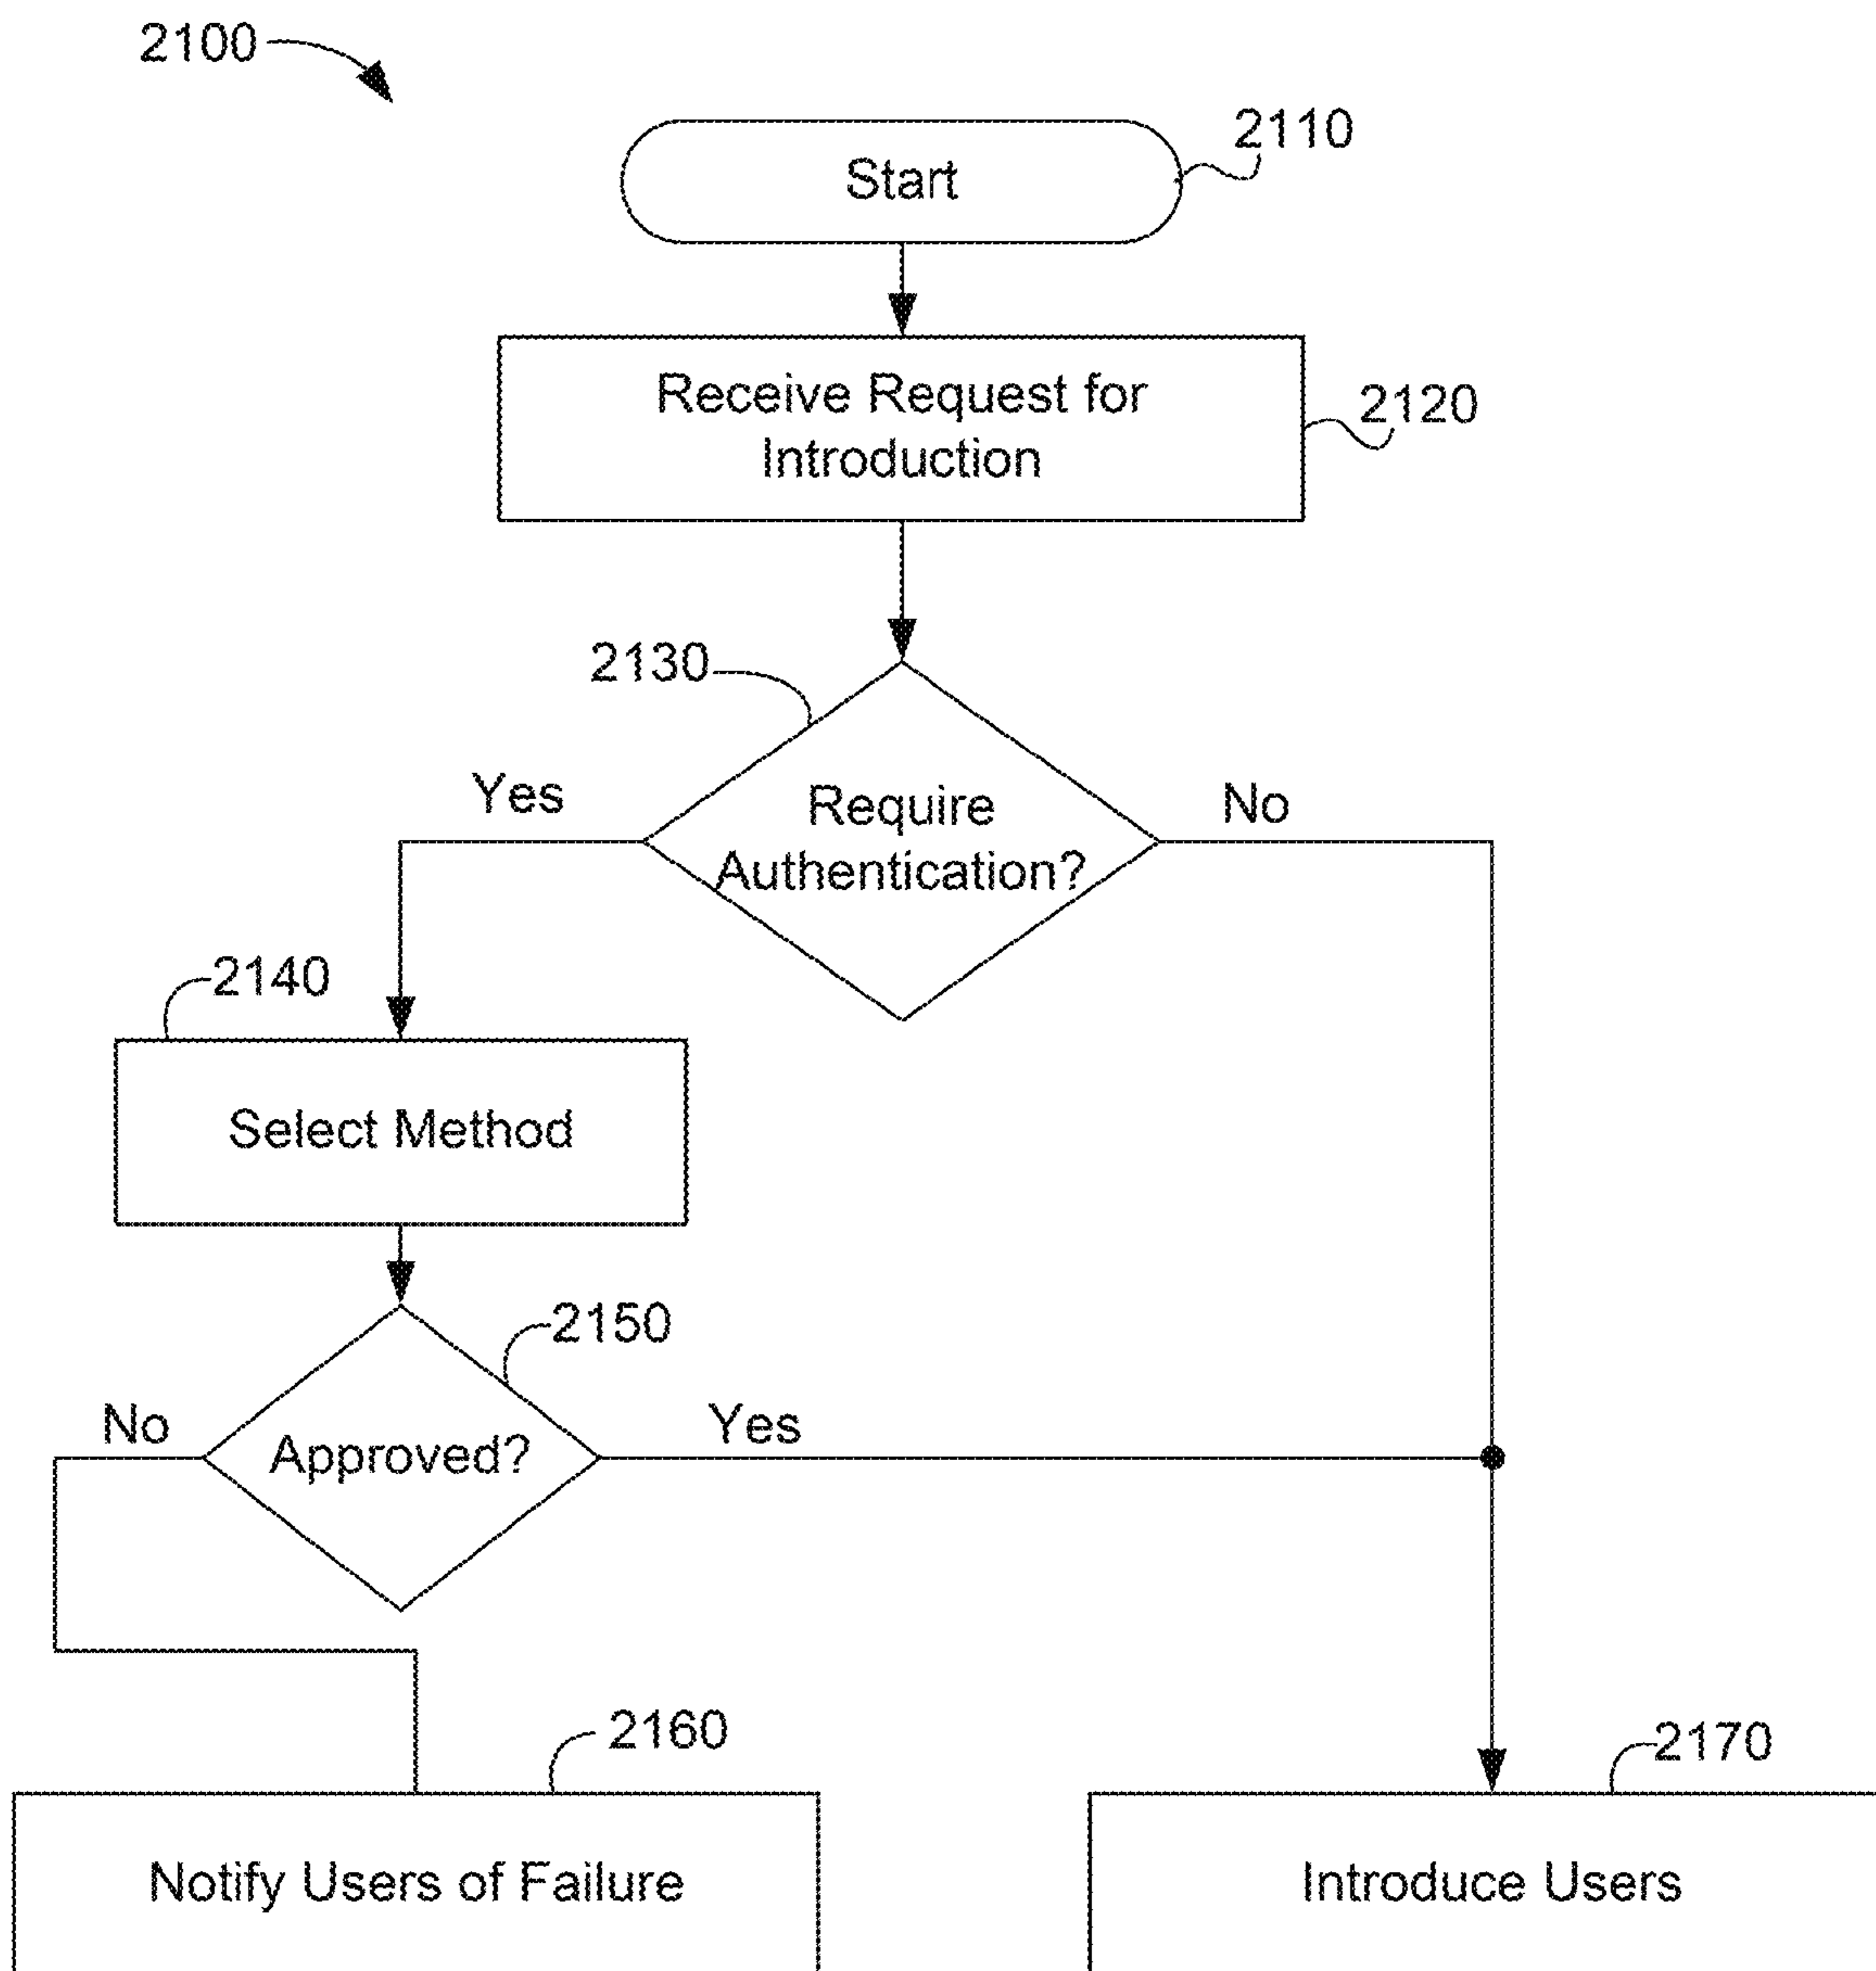 2100
Start
2110
Receive Request for
Introduction
2120
2130
Require
Authentication?
Yes
No
2140
Select Method
2150
Approved?
No
Yes
2160
Notify Users of Failure
2170
Introduce Users